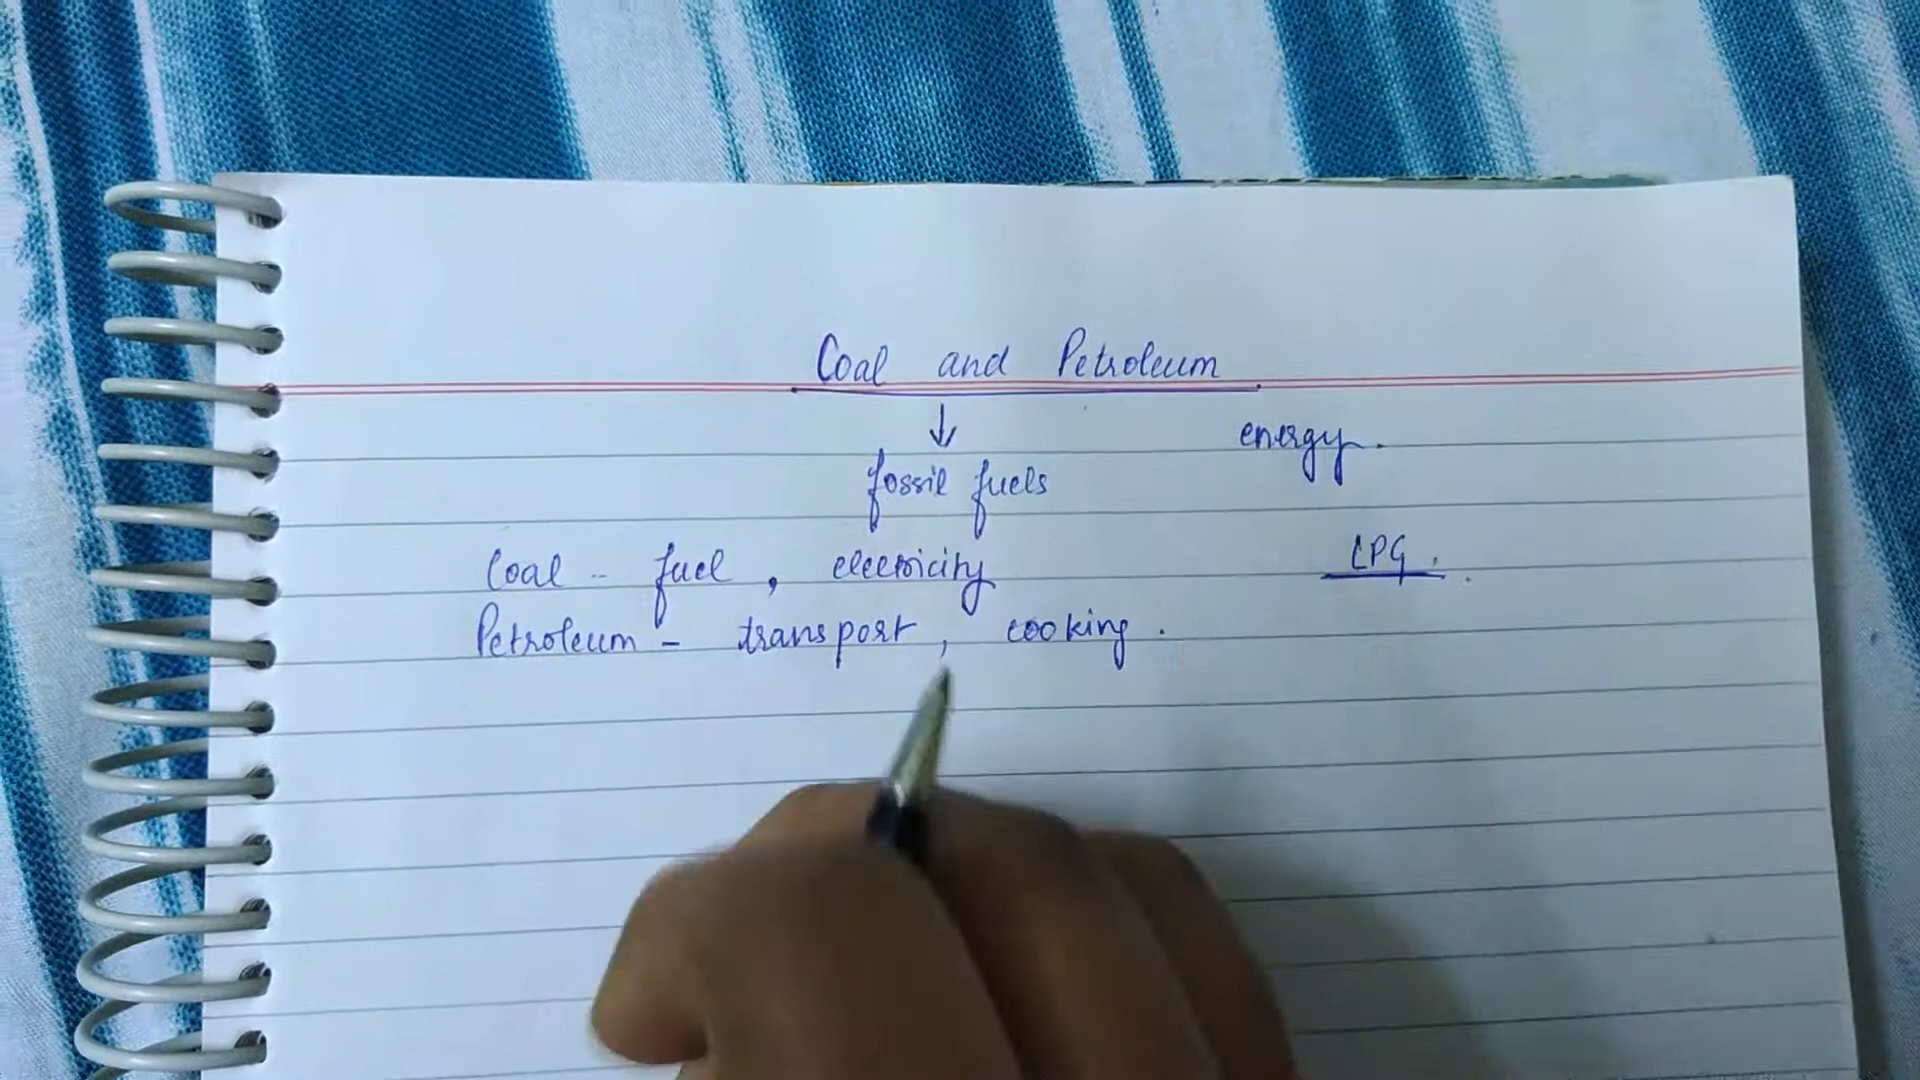 Coal and Petroleum
↓ energy.
fossil fuels
Coal - fuel, electricity LPG.
Petroleum - transport, cooking.